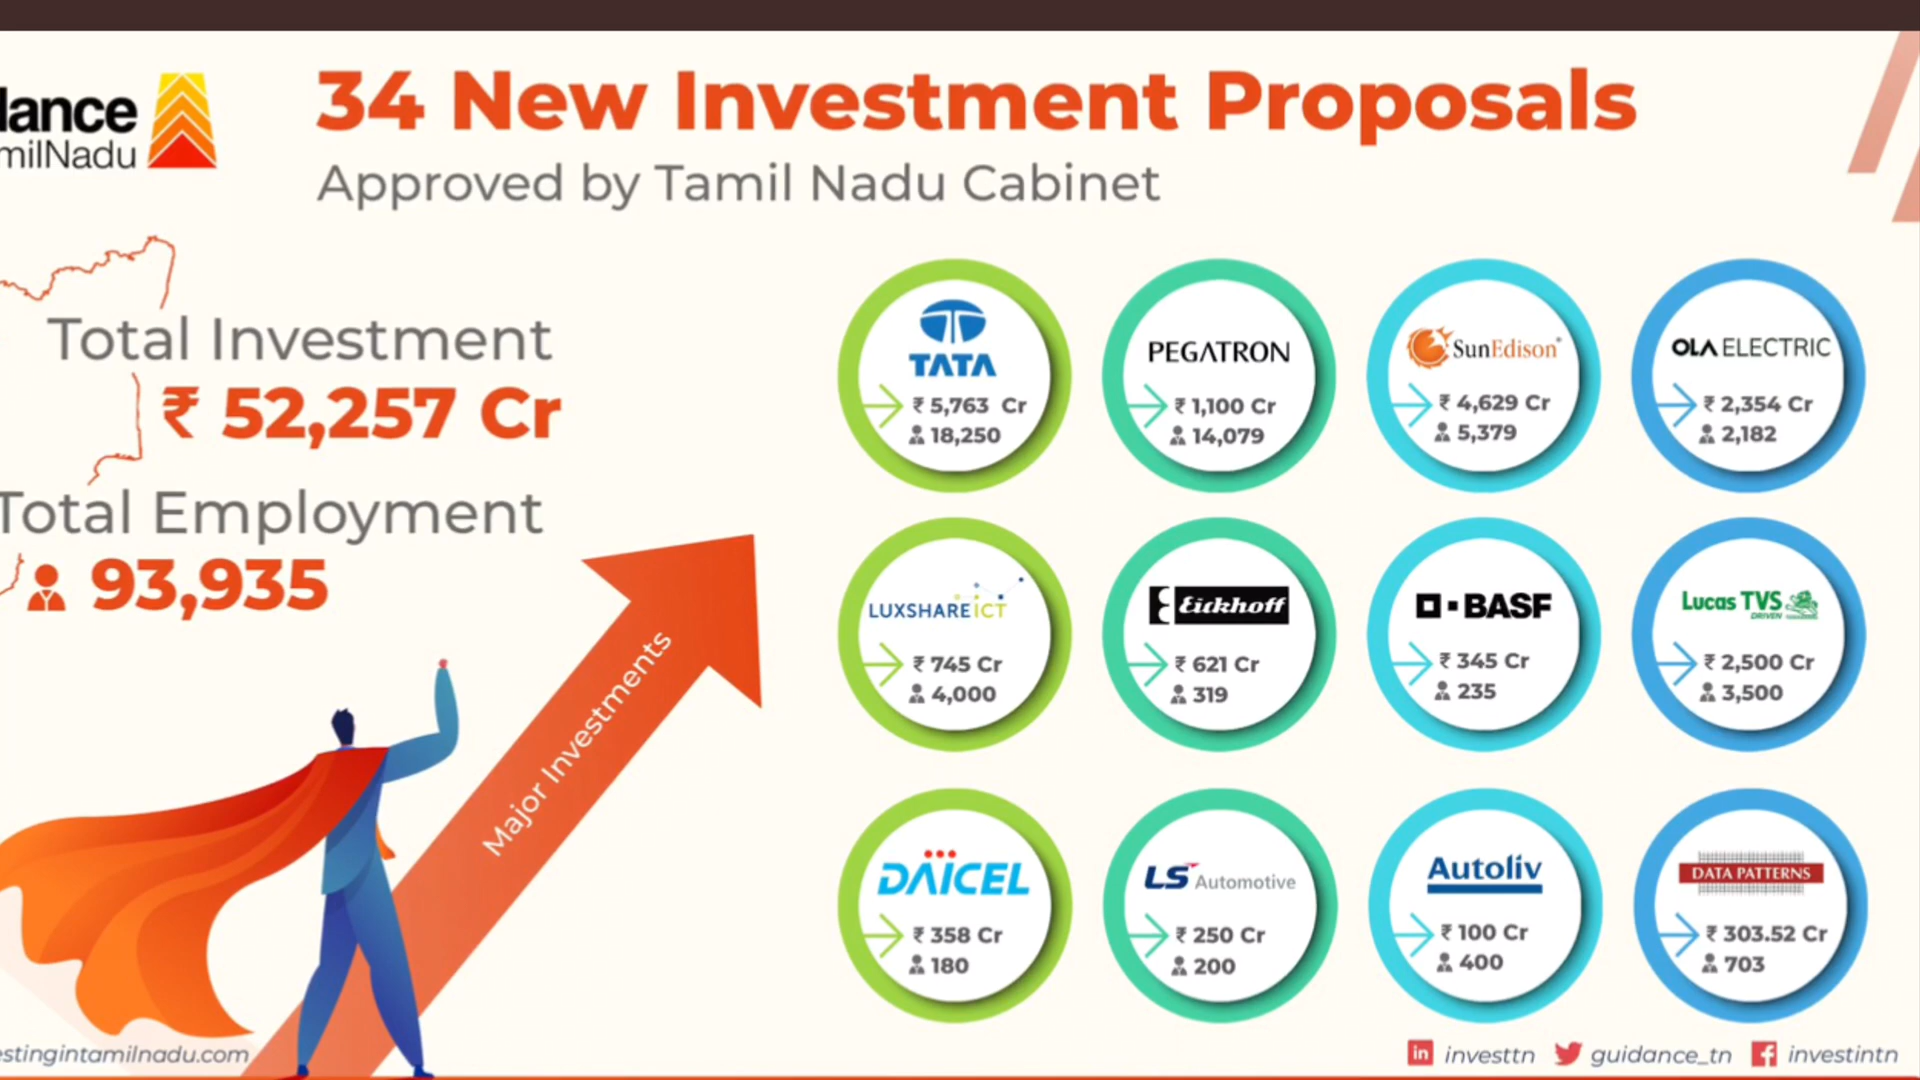 dance
milNadu
34 New Investment Proposals
Approved by Tamil Nadu Cabinet
Total Investment
₹ 52,257 Cr
Total Employment
93,935
Major Investments
TATA
₹ 5,763 Cr
18,250
PEGATRON
₹ 1,100 Cr
14,079
SunEdison®
₹ 4,629 Cr
5,379
OLA ELECTRIC
₹ 2,354 Cr
2,182
LUXSHARE ICT
₹ 745 Cr
4,000
Eickhoff
₹ 621 Cr
319
BASF
₹ 345 Cr
235
Lucas TVS
DRIVEN
₹ 2,500 Cr
3,500
DAICEL
₹ 358 Cr
180
LS Automotive
₹ 250 Cr
200
Autoliv
₹ 100 Cr
400
DATA PATTERNS
₹ 303.52 Cr
703
estingintamilnadu.com
in investtn guidance_tn investintn